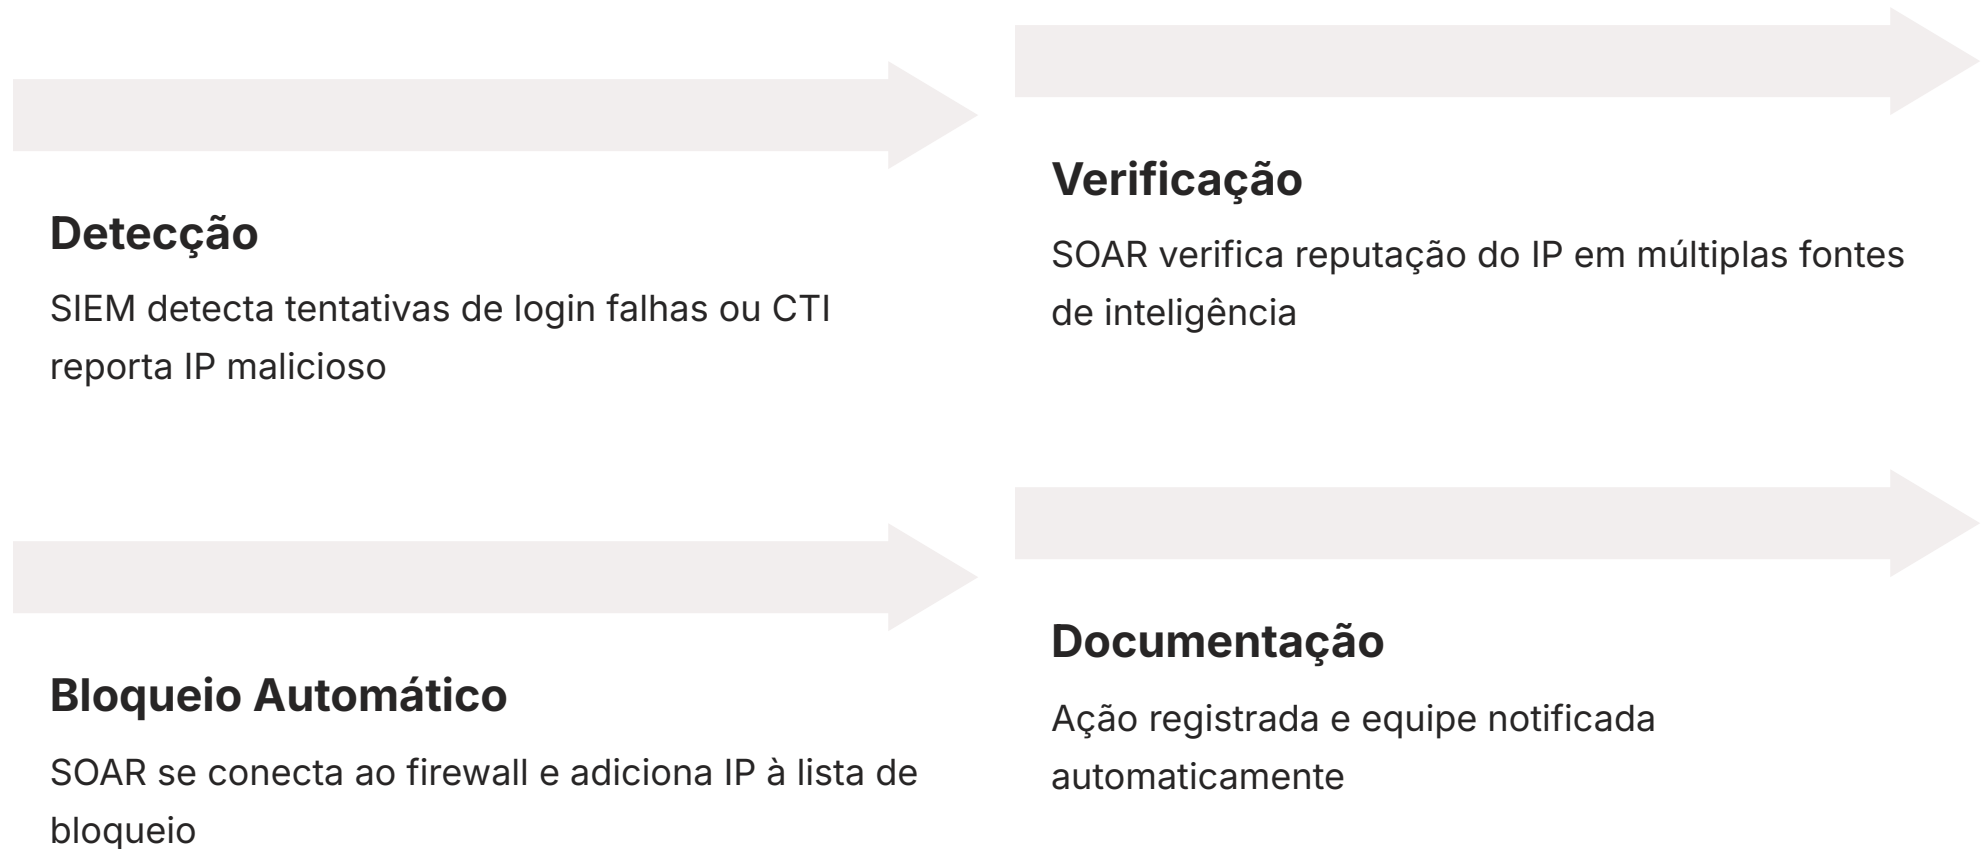 Detecção
SIEM detecta tentativas de login falhas ou CTI
reporta IP malicioso
Verificação
SOAR verifica reputação do IP em múltiplas fontes
de inteligência
Bloqueio Automático
SOAR se conecta ao firewall e adiciona IP à lista de
bloqueio
Documentação
Ação registrada e equipe notificada
automaticamente